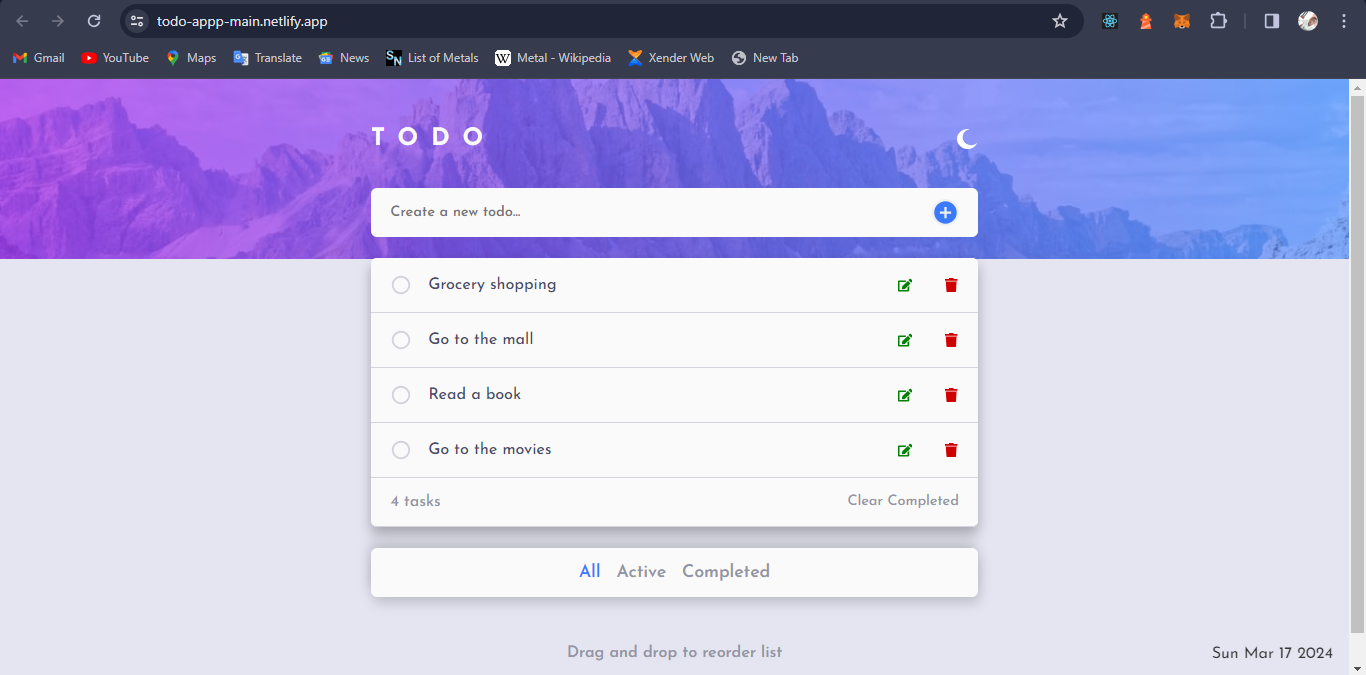 todo-appp-main.netlify.app
Gmail YouTube Maps Translate News SN List of Metals W Metal - Wikipedia Xender Web New Tab
TODO
Create a new todo...
Grocery shopping
Go to the mall
Read a book
Go to the movies
4 tasks Clear Completed
All Active Completed
Drag and drop to reorder list
Sun Mar 17 2024